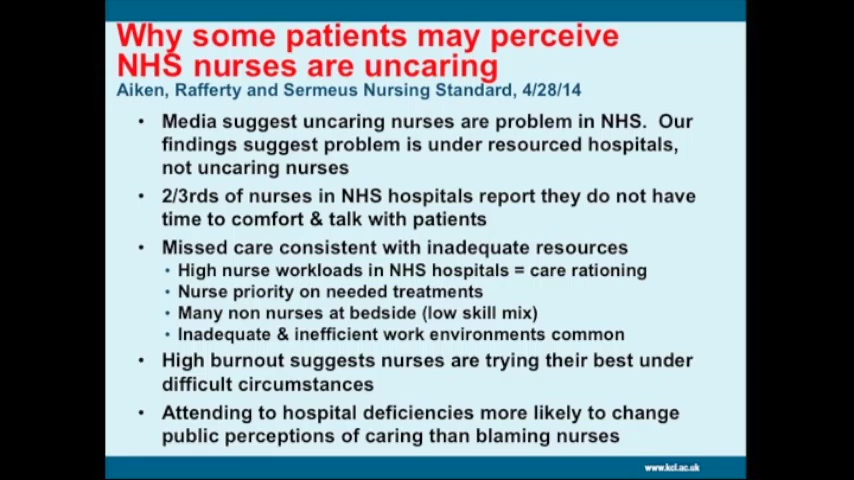 Why some patients may perceive
NHS nurses are uncaring
Aiken, Rafferty and Sermeus Nursing Standard, 4/28/14
• Media suggest uncaring nurses are problem in NHS. Our
findings suggest problem is under resourced hospitals,
not uncaring nurses
• 2/3rds of nurses in NHS hospitals report they do not have
time to comfort & talk with patients
• Missed care consistent with inadequate resources
• High nurse workloads in NHS hospitals = care rationing
• Nurse priority on needed treatments
• Many non nurses at bedside (low skill mix)
• Inadequate & inefficient work environments common
• High burnout suggests nurses are trying their best under
difficult circumstances
• Attending to hospital deficiencies more likely to change
public perceptions of caring than blaming nurses
www.kcl.ac.uk